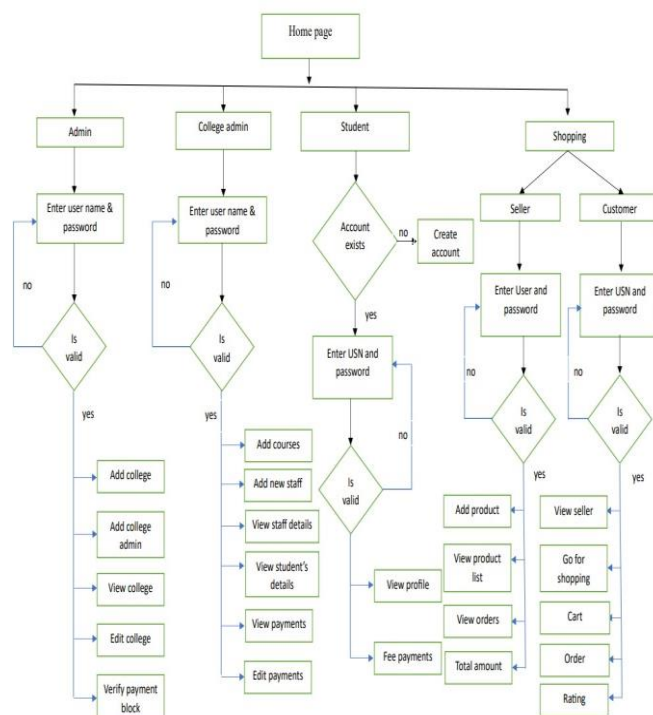 Home page
Admin
College admin
Student
Shopping
Enter user name &
password
no
Is
valid
yes
Add college
Add college
admin
View college
Edit college
Verify payment
block
Enter user name &
password
no
Is
valid
yes
Add courses
Add new staff
View staff details
View student's
details
View payments
Edit payments
Account
exists
no
Create
account
yes
Enter USN and
password
no
Is
valid
View profile
Fee payments
Seller
Customer
Enter User and
password
no
Is
valid
yes
Add product
View product
list
View orders
Total amount
Enter USN and
password
no
Is
valid
yes
View seller
Go for
shopping
Cart
Order
Rating